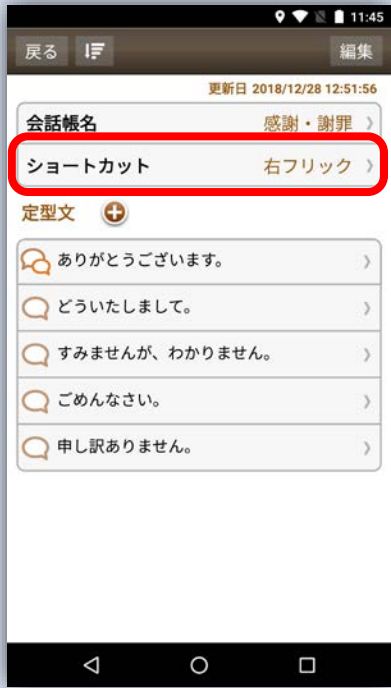 11:45
戻る 編集
更新日 2018/12/28 12:51:56
会話帳名 感謝・謝罪
ショートカット 右フリック
定型文
ありがとうございます。
どういたしまして。
すみませんが、わかりません。
ごめんなさい。
申し訳ありません。